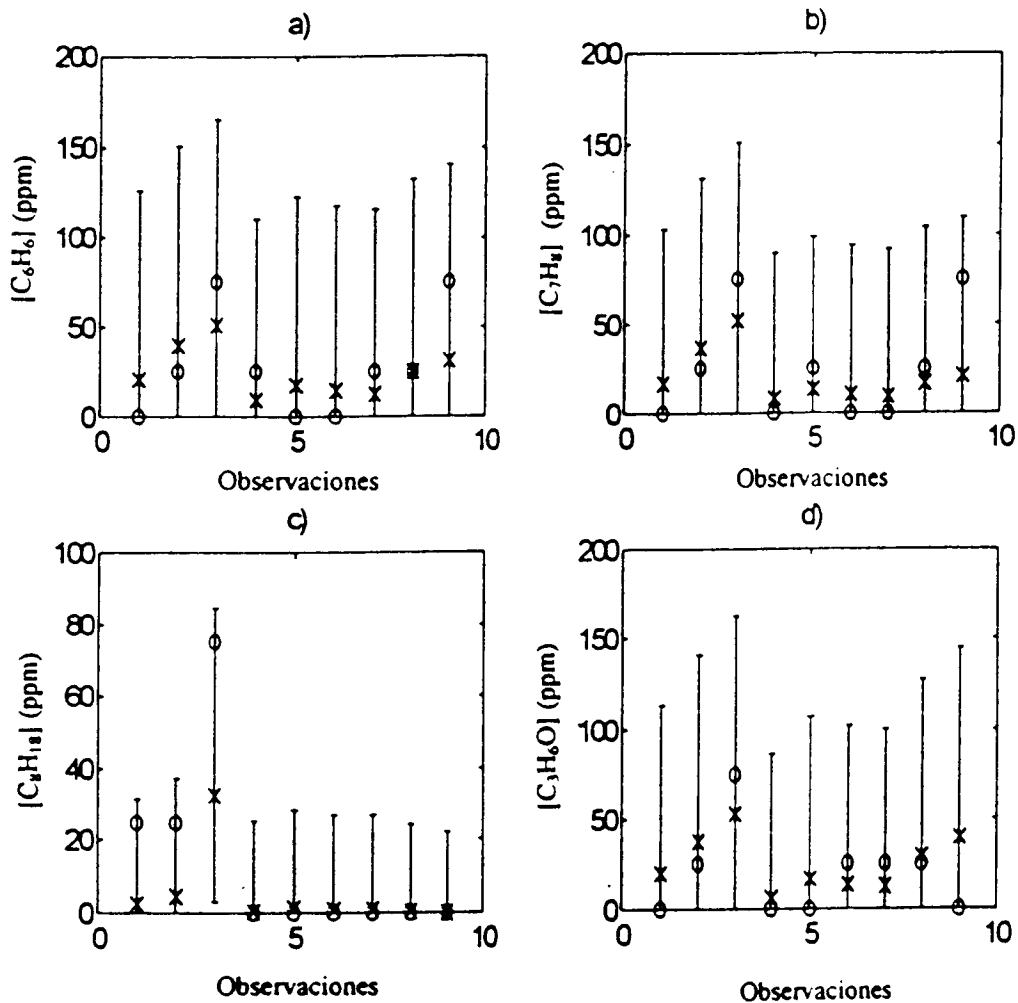 a)
200
150
100
50
0
0
5
10
[C₆H₆] (ppm)
Observaciones
b)
200
150
100
50
0
0
5
10
[C₇H₈] (ppm)
Observaciones
c)
100
80
60
40
20
0
0
5
10
[C₈H₁₈] (ppm)
Observaciones
d)
200
150
100
50
0
0
5
10
[C₃H₆O] (ppm)
Observaciones